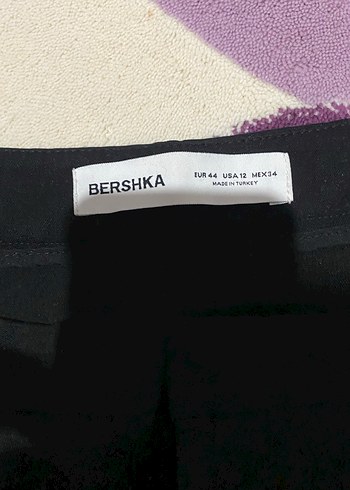 BERSHKA
EUR 44 USA 12 MEX 34
MADE IN TURKEY